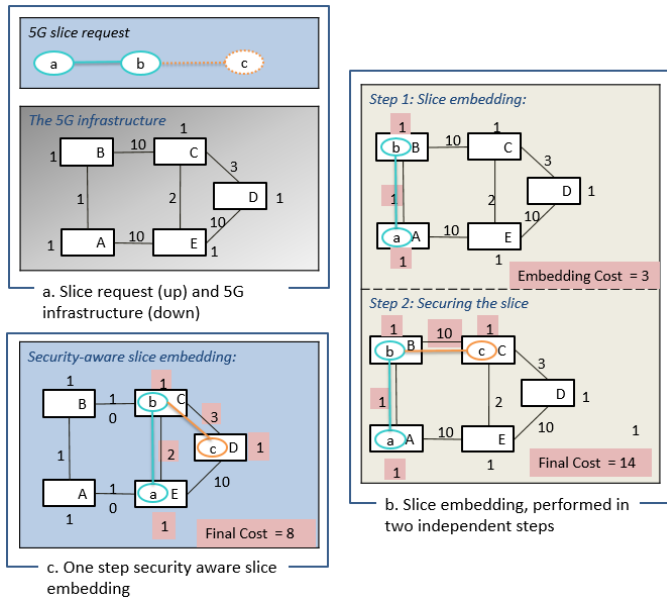 5G slice request
a
b
c
The 5G infrastructure
1
1 B 10 C
3
1 2 D 1
10
1 A 10 E
1
a. Slice request (up) and 5G
infrastructure (down)
Security-aware slice embedding:
1 1
B 1 b C
0 3
1 2 c D 1
A 1 a E 10
0
1 1
Final Cost = 8
c. One step security aware slice
embedding
Step 1: Slice embedding:
1 1
b B 10 C
3
1 2 D 1
10
a A 10 E
1 1
Embedding Cost = 3
Step 2: Securing the slice
1 10 1
b B c C
3
1 2 D 1
10
a A 10 E 1
1 1
Final Cost = 14
b. Slice embedding, performed in
two independent steps